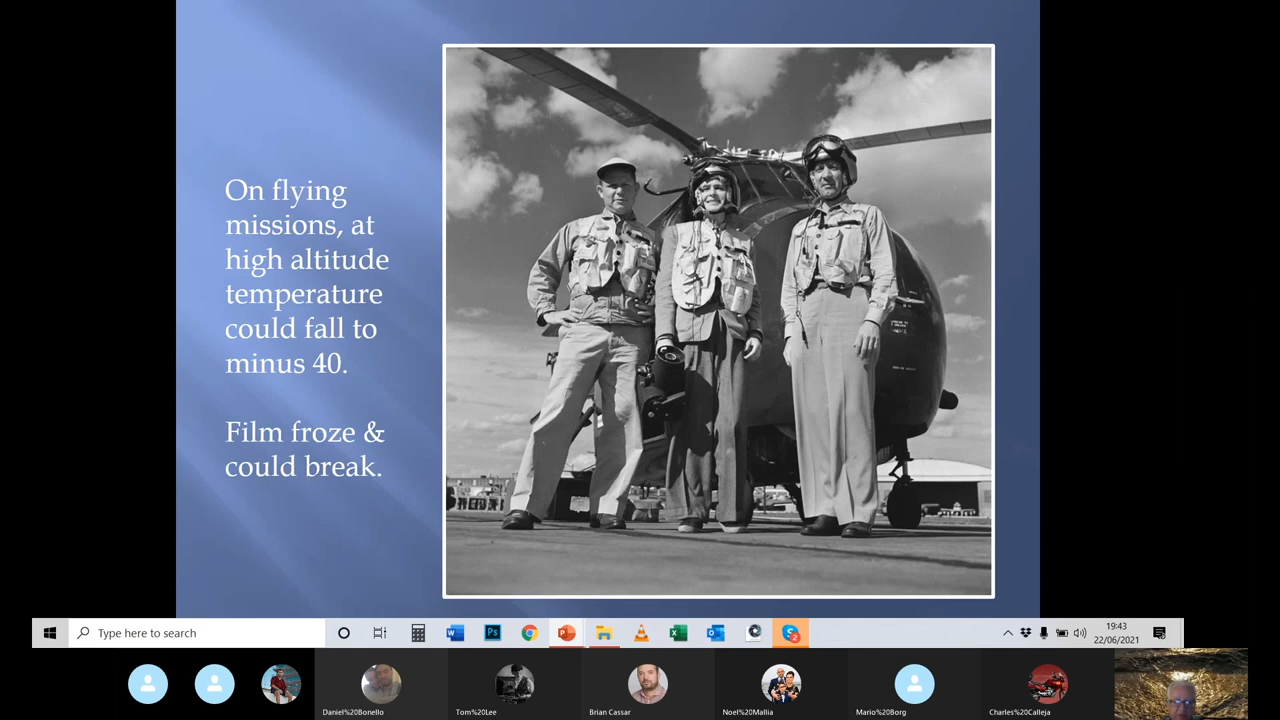 On flying
missions, at
high altitude
temperature
could fall to
minus 40.
Film froze &
could break.
Type here to search
19:43
22/06/2021
Daniel%20Bonello
Tom%20Lee
Brian Cassar
Noel%20Mallia
Mario%20Borg
Charles%20Calleja